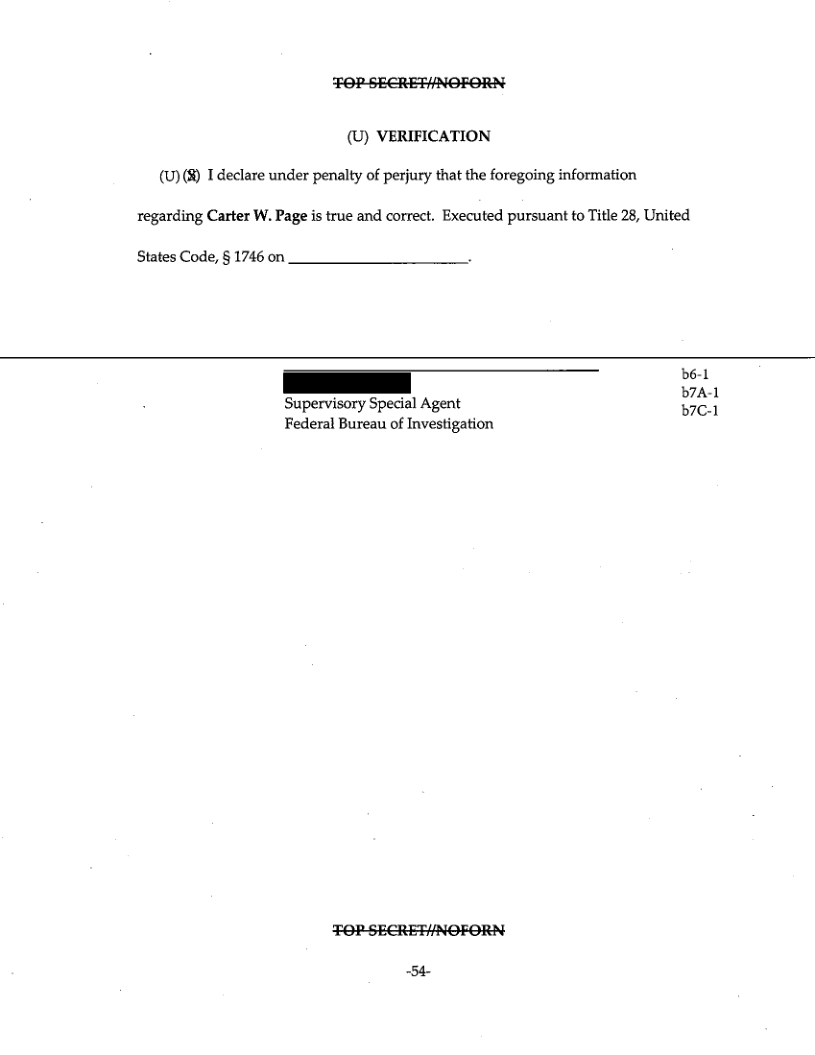 TOP SECRET//NOFORN
(U) VERIFICATION
(U) (S) I declare under penalty of perjury that the foregoing information
regarding Carter W. Page is true and correct. Executed pursuant to Title 28, United
States Code, § 1746 on ______________________.
b6-1
b7A-1
b7C-1
Supervisory Special Agent
Federal Bureau of Investigation
TOP SECRET//NOFORN
-54-